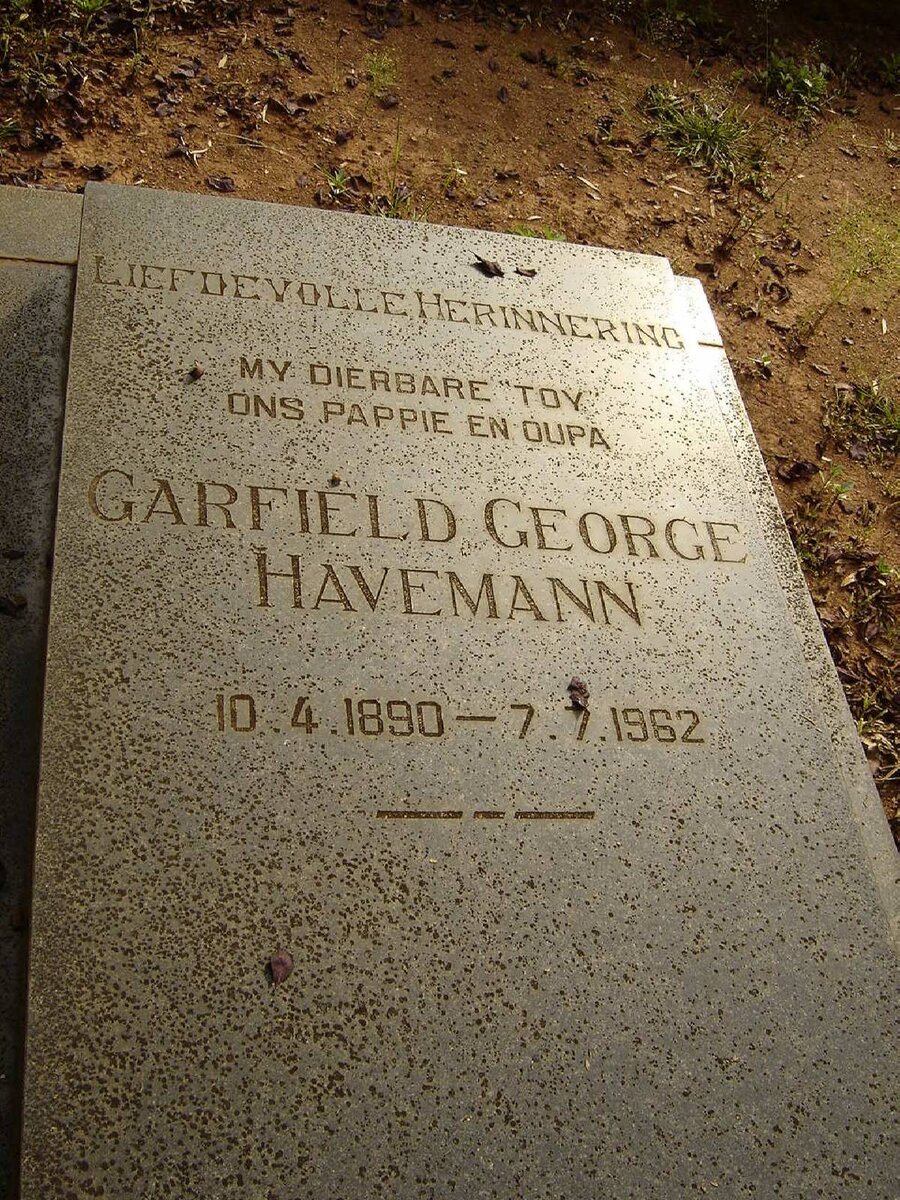 LIEFDEVOLLE HERINNERING
MY DIERBARE "TOY"
ONS PAPPIE EN OUPA
GARFIELD GEORGE
HAVEMANN
10.4.1890 — 7.7.1962